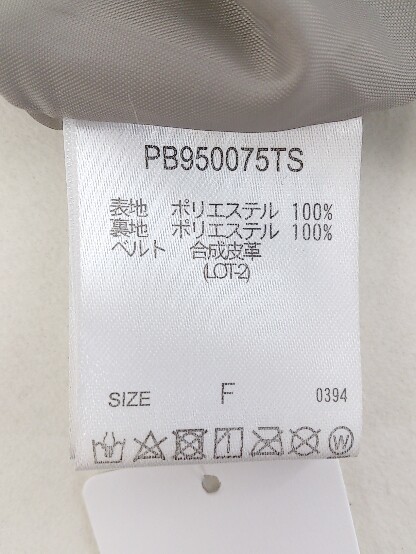 PB950075TS
表地 ポリエステル 100%
裏地 ポリエステル 100%
ベルト 合成皮革
(LOT-2)
SIZE F 0394
W